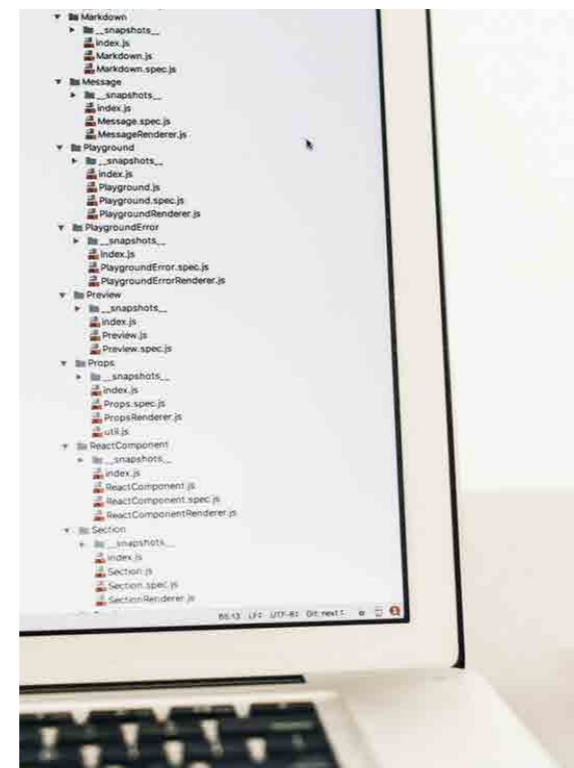 Markdown
__snapshots__
index.js
Markdown.js
Markdown.spec.js
Message
__snapshots__
index.js
Message.spec.js
MessageRenderer.js
Playground
__snapshots__
index.js
Playground.js
Playground.spec.js
PlaygroundRenderer.js
PlaygroundError
__snapshots__
index.js
PlaygroundError.spec.js
PlaygroundErrorRenderer.js
Preview
__snapshots__
index.js
Preview.js
Preview.spec.js
Props
__snapshots__
index.js
Props.spec.js
PropsRenderer.js
util.js
ReactComponent
__snapshots__
index.js
ReactComponent.js
ReactComponent.spec.js
ReactComponentRenderer.js
Section
__snapshots__
index.js
Section.js
Section.spec.js
SectionRenderer.js
LF UTF-8 Git: next